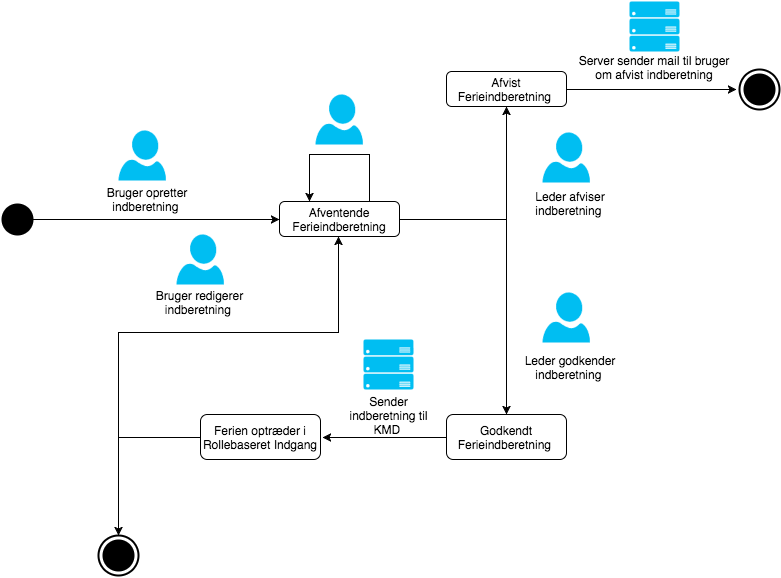 Server sender mail til bruger
om afvist indberetning
Afvist
Ferieindberetning
Bruger opretter
indberetning
Leder afviser
indberetning
Afventende
Ferieindberetning
Bruger redigerer
indberetning
Leder godkender
indberetning
Sender
indberetning til
KMD
Ferien optræder i
Rollebaseret Indgang
Godkendt
Ferieindberetning